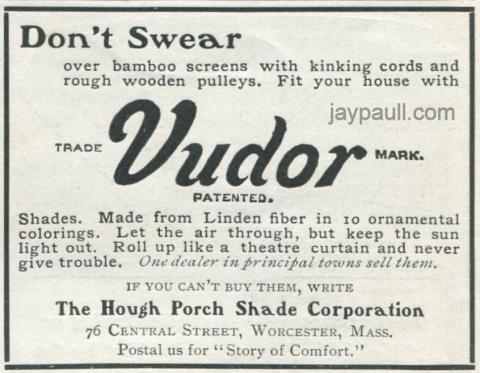 Don't Swear
over bamboo screens with kinking cords and
rough wooden pulleys. Fit your house with
jaypaull.com
TRADE Vudor MARK.
PATENTED.
Shades. Made from Linden fiber in 10 ornamental
colorings. Let the air through, but keep the sun
light out. Roll up like a theatre curtain and never
give trouble. One dealer in principal towns sell them.
IF YOU CAN'T BUY THEM, WRITE
The Hough Porch Shade Corporation
76 CENTRAL STREET, WORCESTER, MASS.
Postal us for "Story of Comfort."